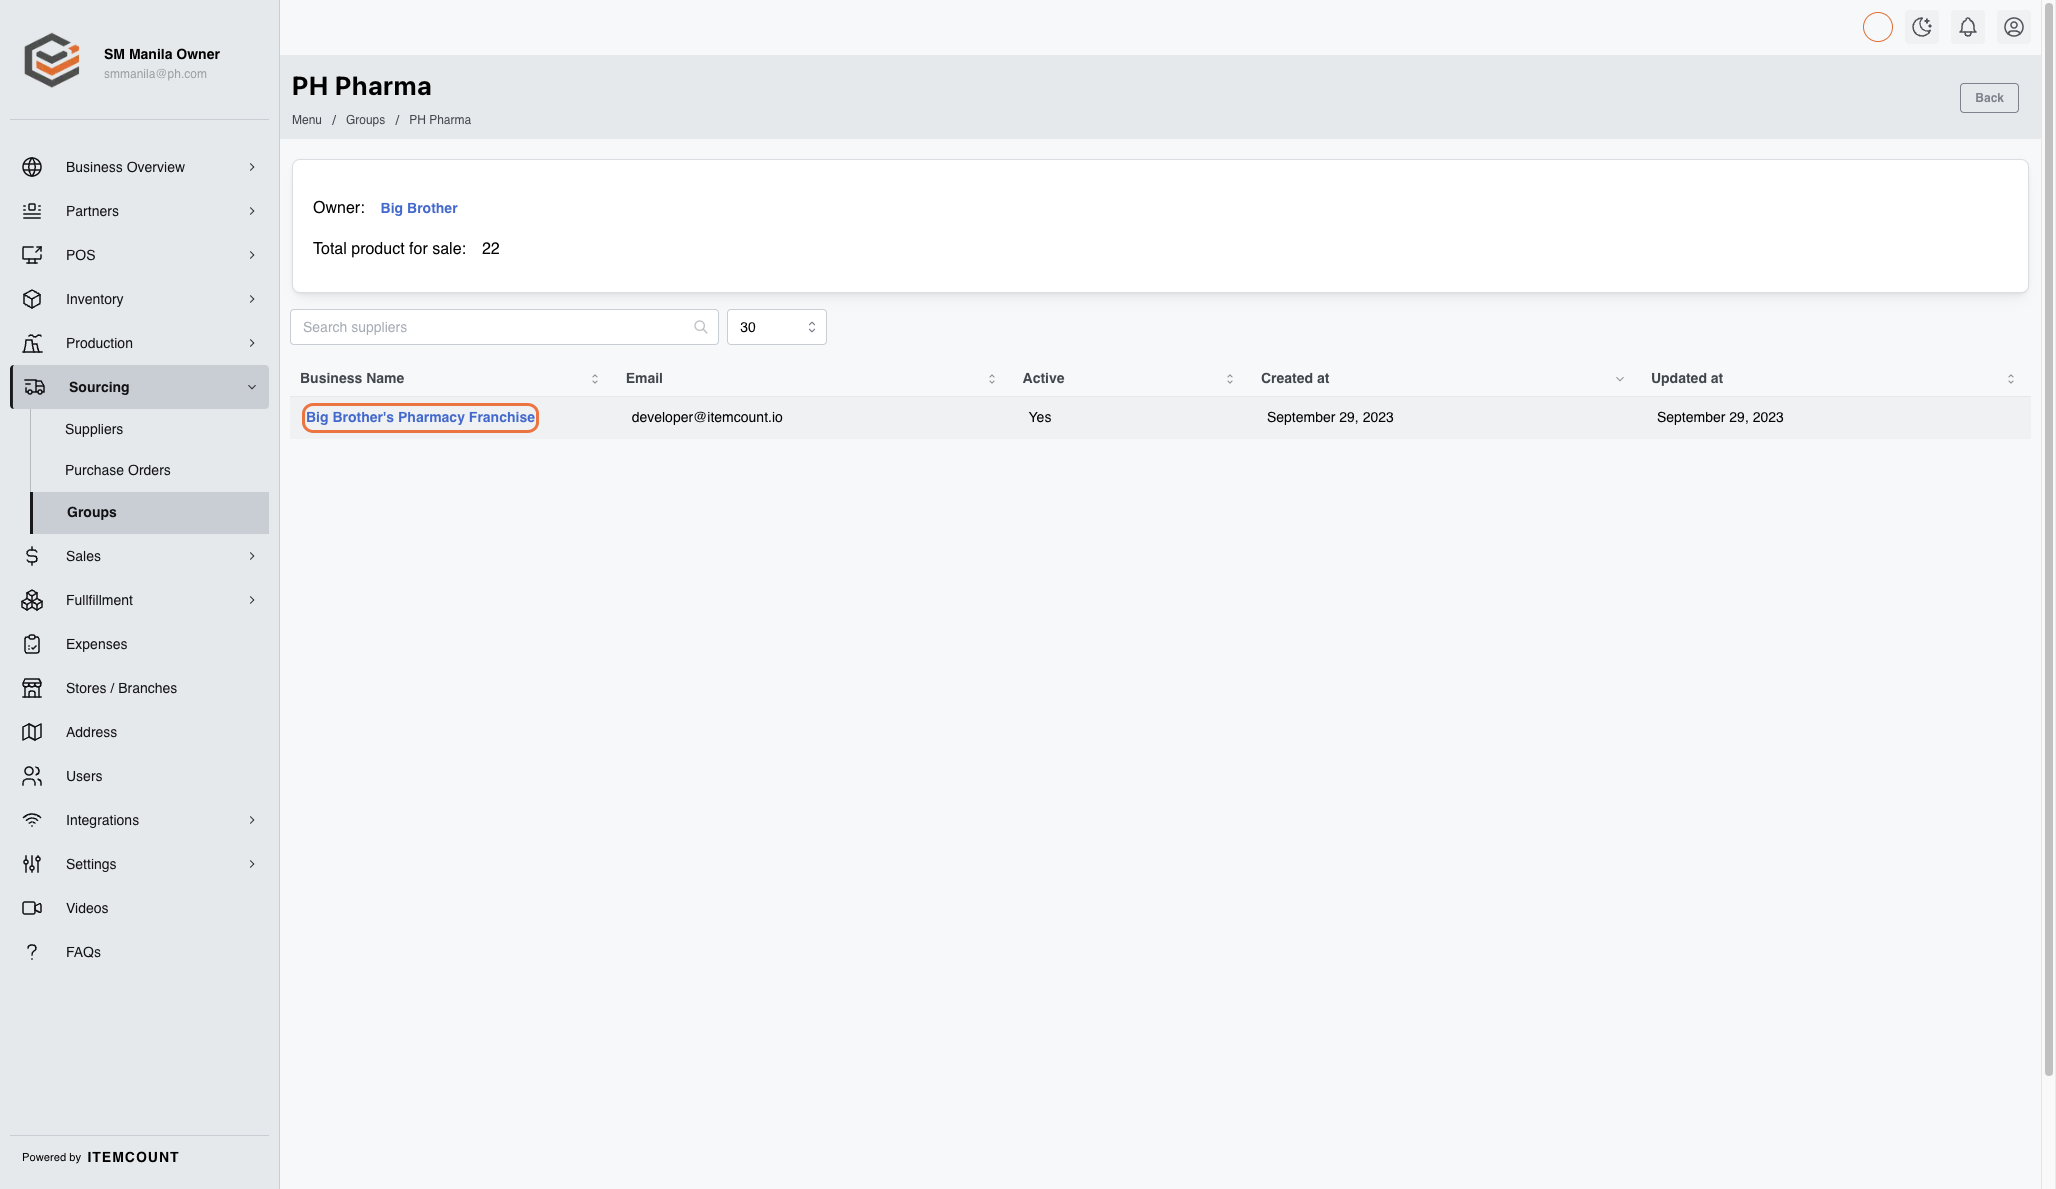 SM Manila Owner
smmanila@ph.com
Business Overview
Partners
POS
Inventory
Production
Sourcing
Suppliers
Purchase Orders
Groups
Sales
Fullfillment
Expenses
Stores / Branches
Address
Users
Integrations
Settings
Videos
FAQs
Powered by ITEMCOUNT
PH Pharma
Menu / Groups / PH Pharma
Back
Owner: Big Brother
Total product for sale: 22
Search suppliers 30
Business Name Email Active Created at Updated at
Big Brother's Pharmacy Franchise developer@itemcount.io Yes September 29, 2023 September 29, 2023